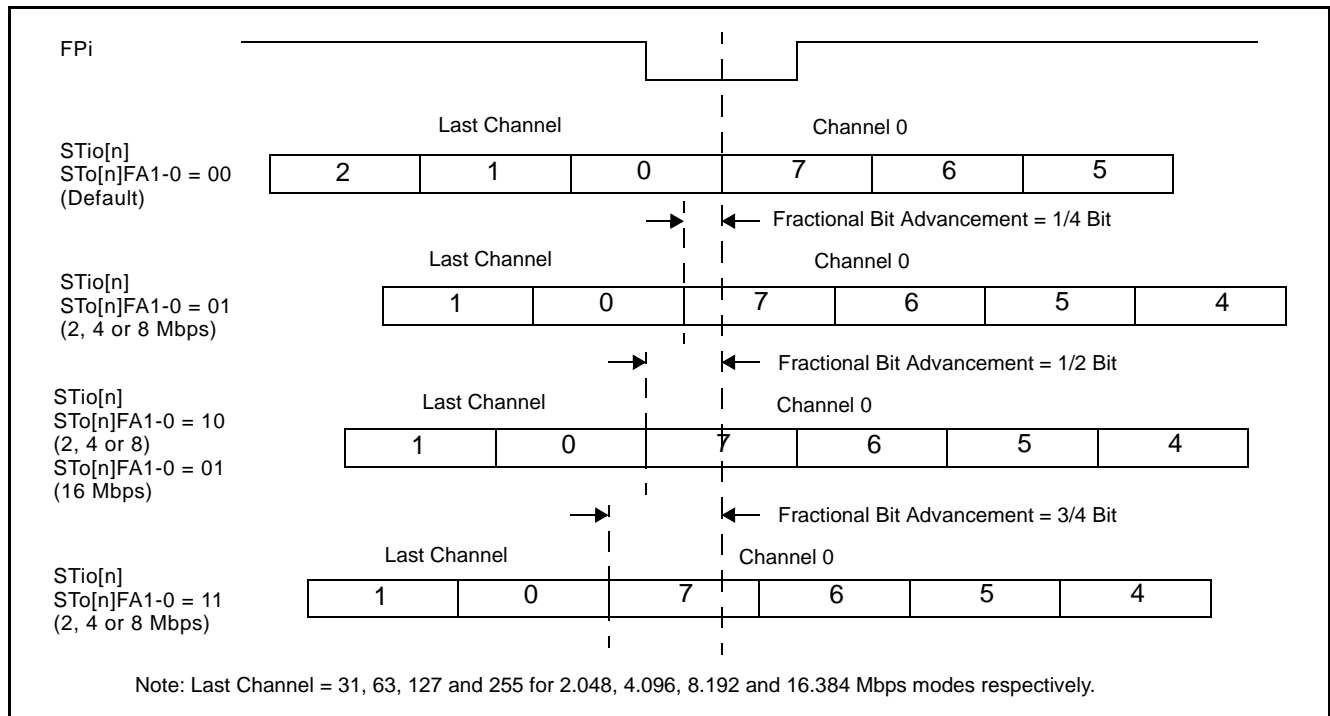 FPi
Last Channel
Channel 0
STio[n]
STo[n]FA1-0 = 00
(Default)
2 1 0 7 6 5
Fractional Bit Advancement = 1/4 Bit
Last Channel
Channel 0
STio[n]
STo[n]FA1-0 = 01
(2, 4 or 8 Mbps)
1 0 7 6 5 4
Fractional Bit Advancement = 1/2 Bit
Last Channel
Channel 0
STio[n]
STo[n]FA1-0 = 10
(2, 4 or 8)
STo[n]FA1-0 = 01
(16 Mbps)
1 0 7 6 5 4
Fractional Bit Advancement = 3/4 Bit
Last Channel
Channel 0
STio[n]
STo[n]FA1-0 = 11
(2, 4 or 8 Mbps)
1 0 7 6 5 4
Note: Last Channel = 31, 63, 127 and 255 for 2.048, 4.096, 8.192 and 16.384 Mbps modes respectively.